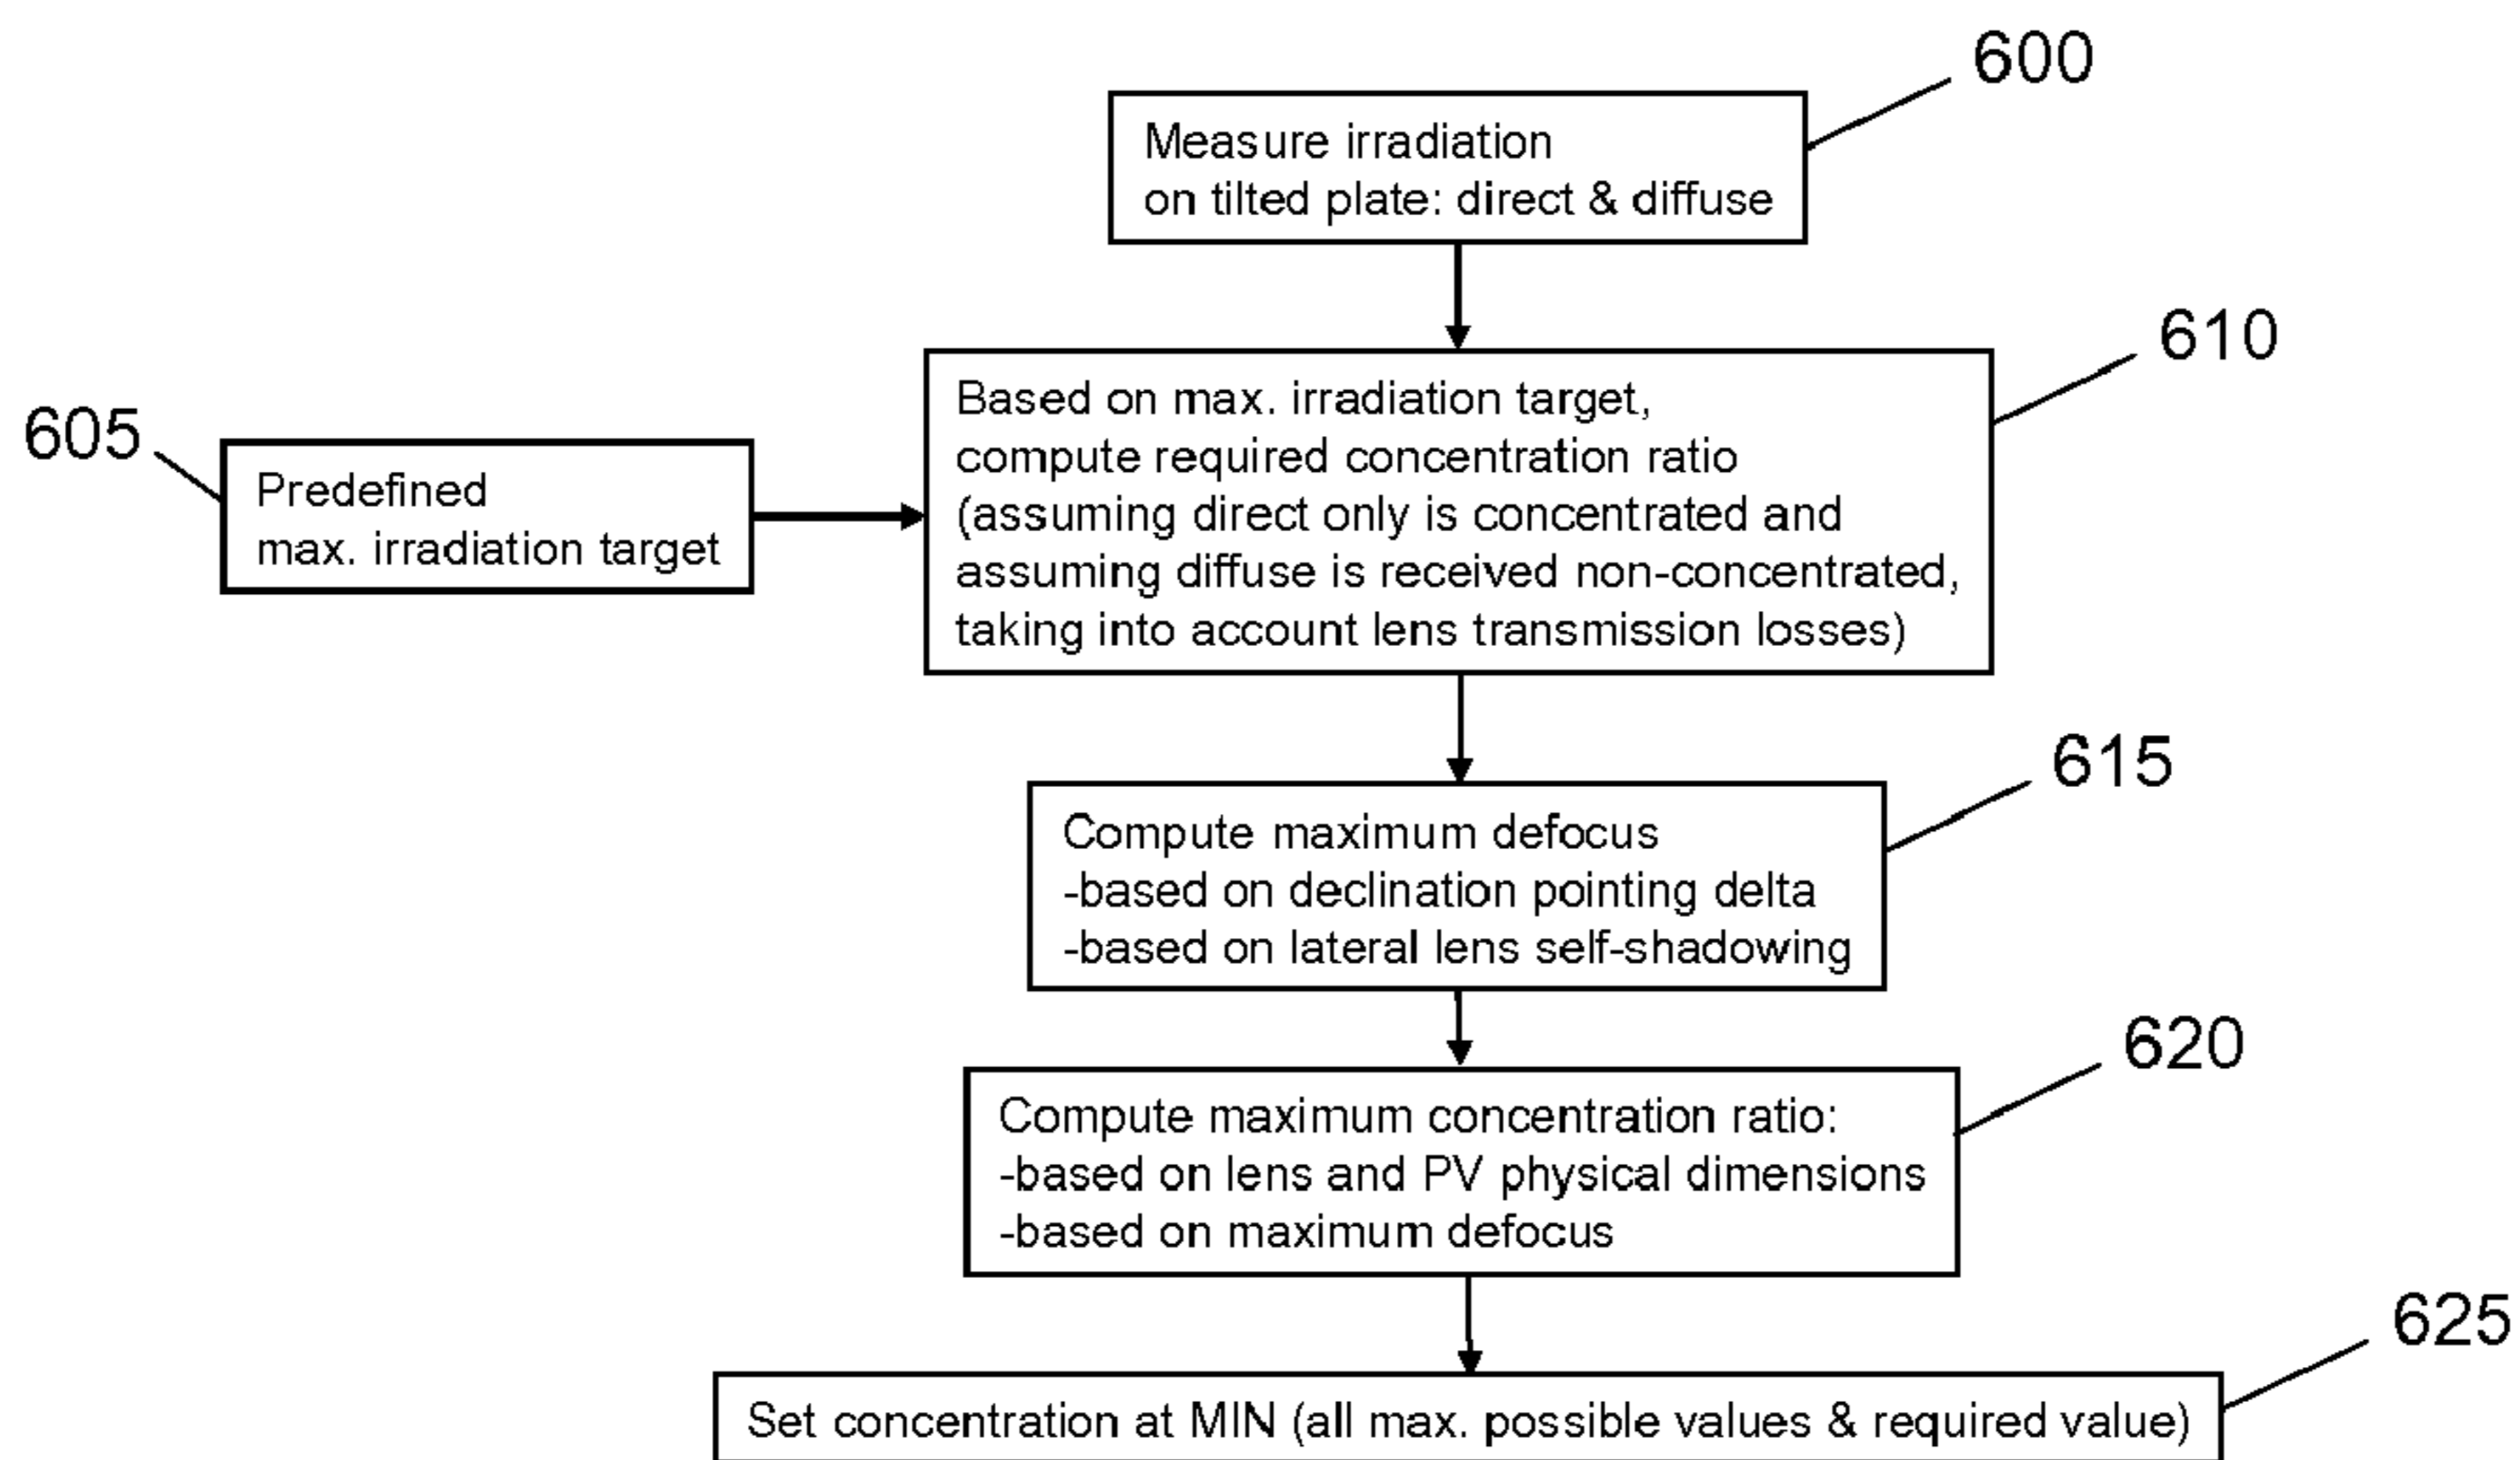 600
Measure irradiation
on tilted plate: direct & diffuse
610
605
Predefined
max. irradiation target
Based on max. irradiation target,
compute required concentration ratio
(assuming direct only is concentrated and
assuming diffuse is received non-concentrated,
taking into account lens transmission losses)
615
Compute maximum defocus
-based on declination pointing delta
-based on lateral lens self-shadowing
620
Compute maximum concentration ratio:
-based on lens and PV physical dimensions
-based on maximum defocus
625
Set concentration at MIN (all max. possible values & required value)